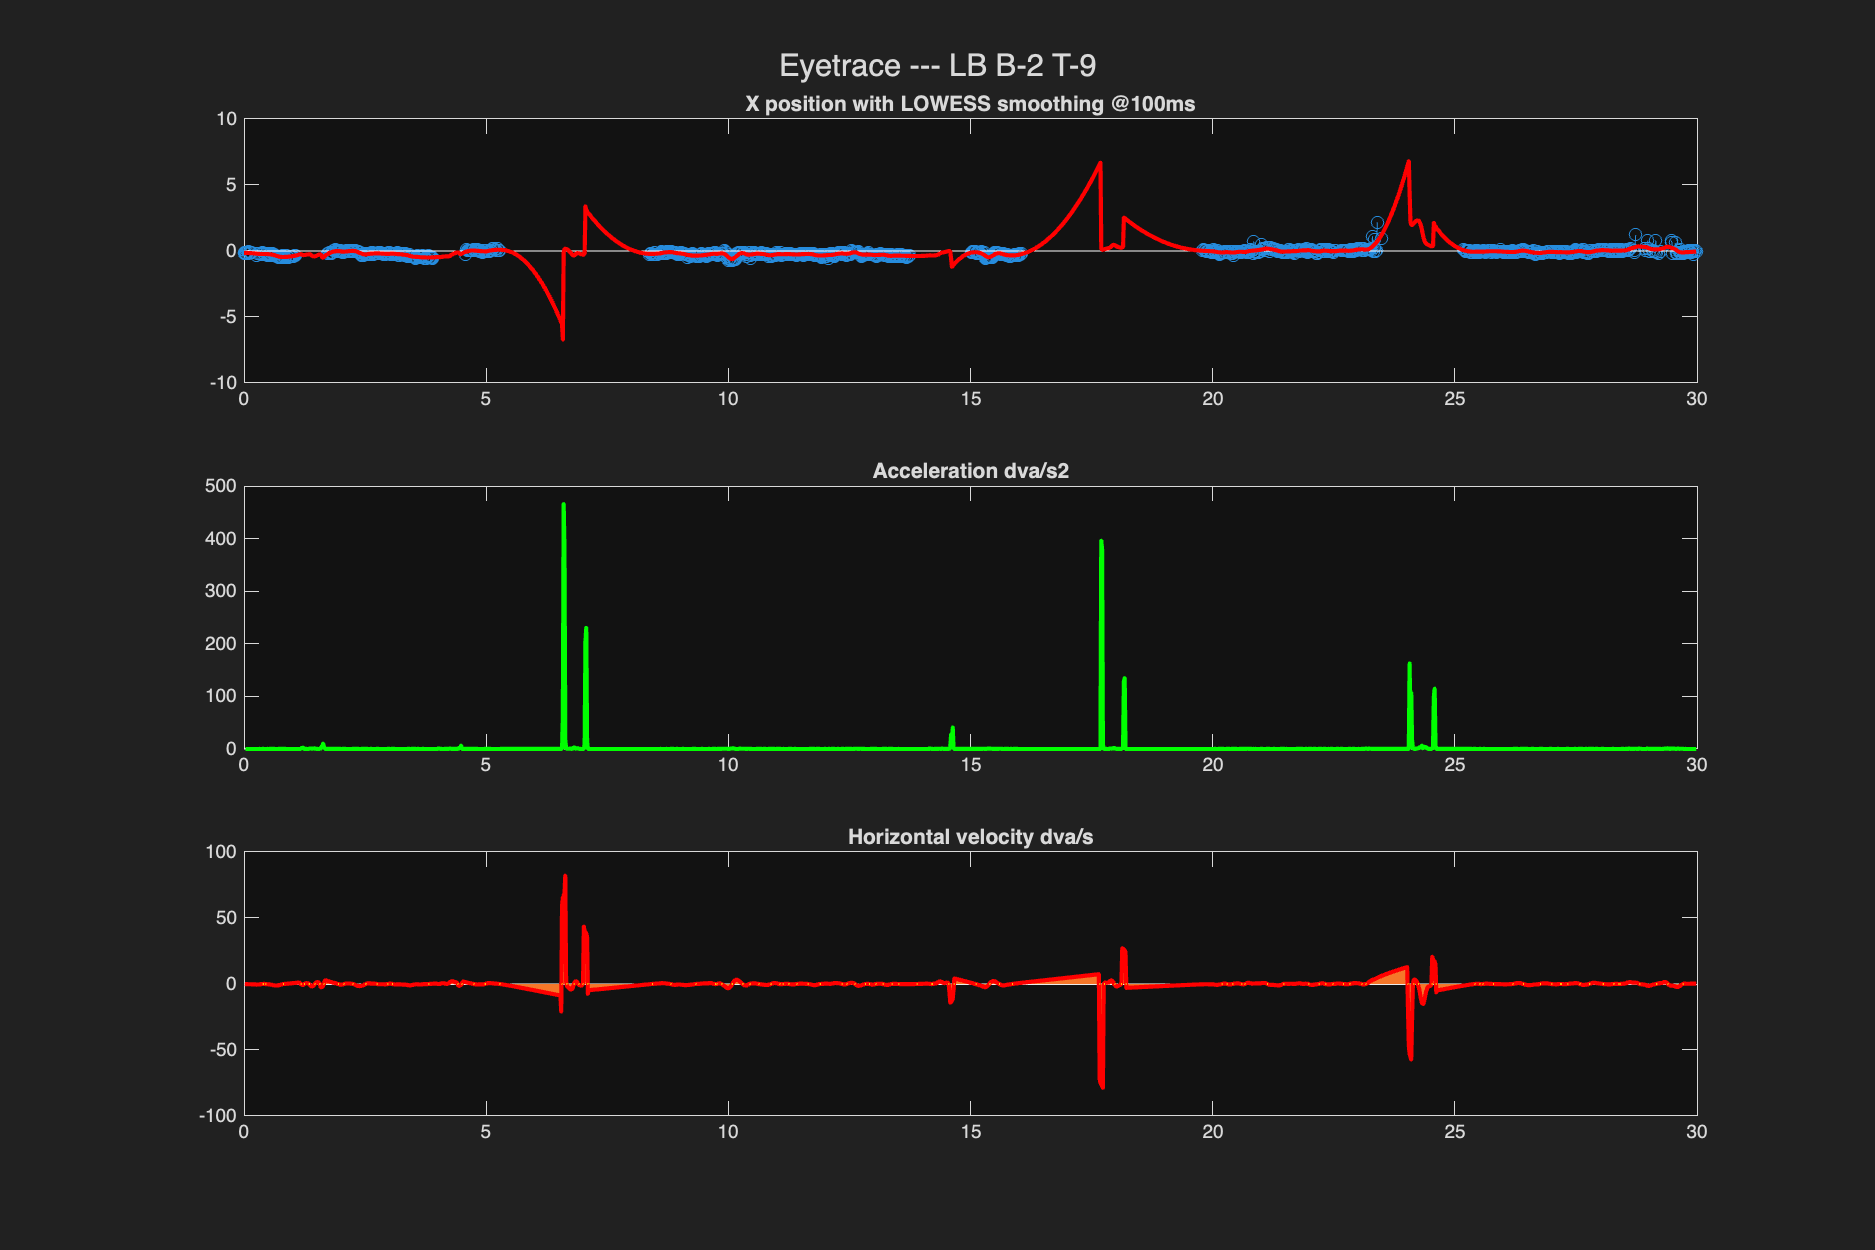 Eyetrace --- LB B-2 T-9
X position with LOWESS smoothing @100ms
10
5
0
-5
-10
0 5 10 15 20 25 30
Acceleration dva/s2
500
400
300
200
100
0
0 5 10 15 20 25 30
Horizontal velocity dva/s
100
50
0
-50
-100
0 5 10 15 20 25 30